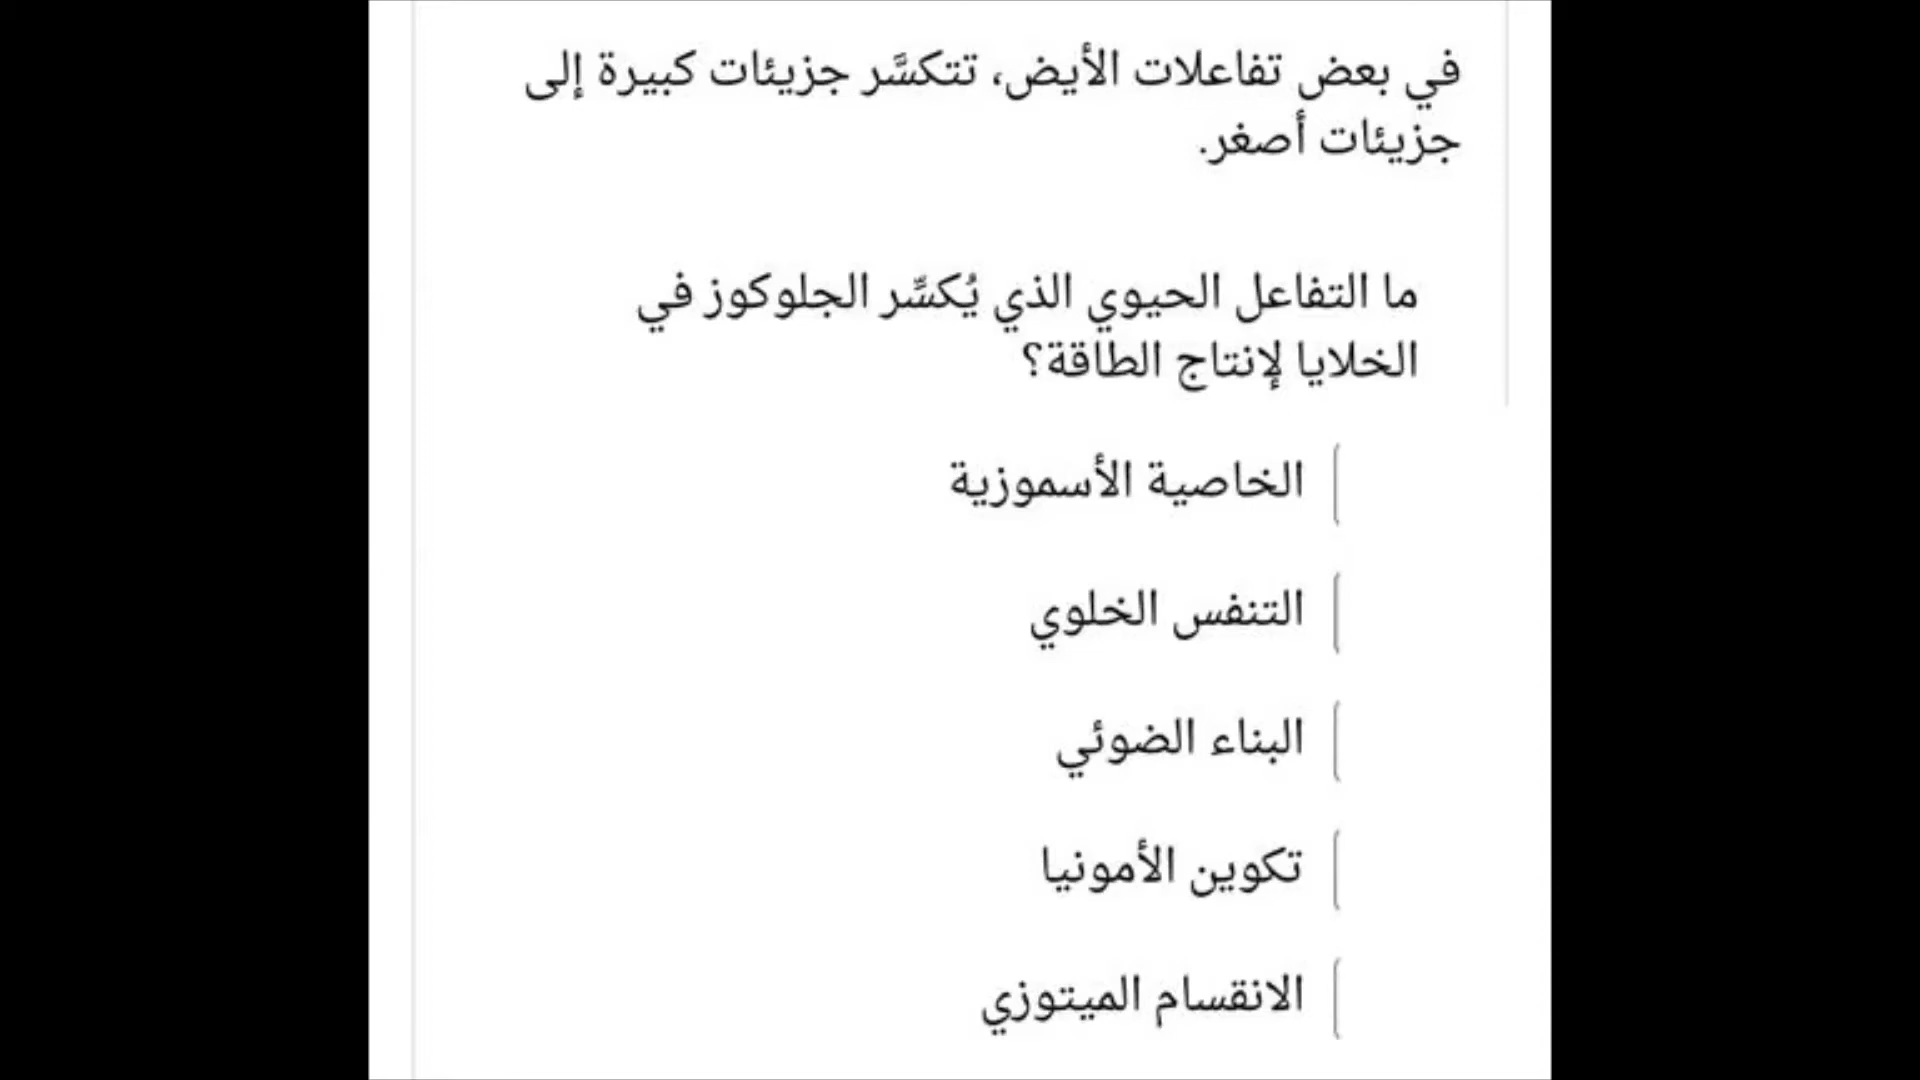 في بعض تفاعلات الأيض، تتكسَّر جزيئات كبيرة إلى
جزيئات أصغر.
ما التفاعل الحيوي الذي يُكسِّر الجلوكوز في
الخلايا لإنتاج الطاقة؟
الخاصية الأسموزية
التنفس الخلوي
البناء الضوئي
تكوين الأمونيا
الانقسام الميتوزي